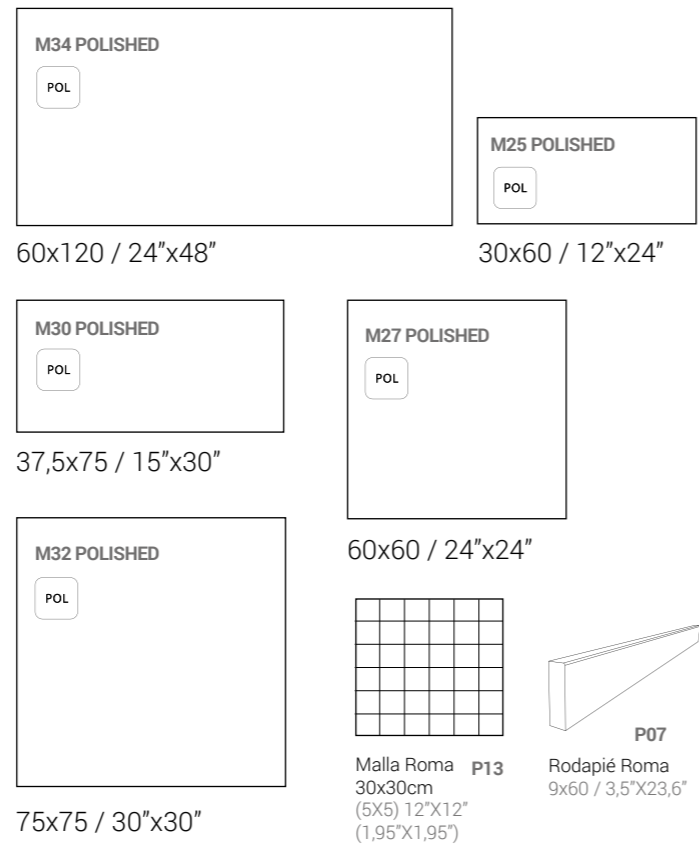 M34 POLISHED
POL
60x120 / 24”x48”
M25 POLISHED
POL
30x60 / 12”x24”
M30 POLISHED
POL
37,5x75 / 15”x30”
M27 POLISHED
POL
60x60 / 24”x24”
M32 POLISHED
POL
75x75 / 30”x30”
Malla Roma P13
30x30cm
(5X5) 12”X12”
(1,95”X1,95”)
P07
Rodapié Roma
9x60 / 3,5”X23,6”